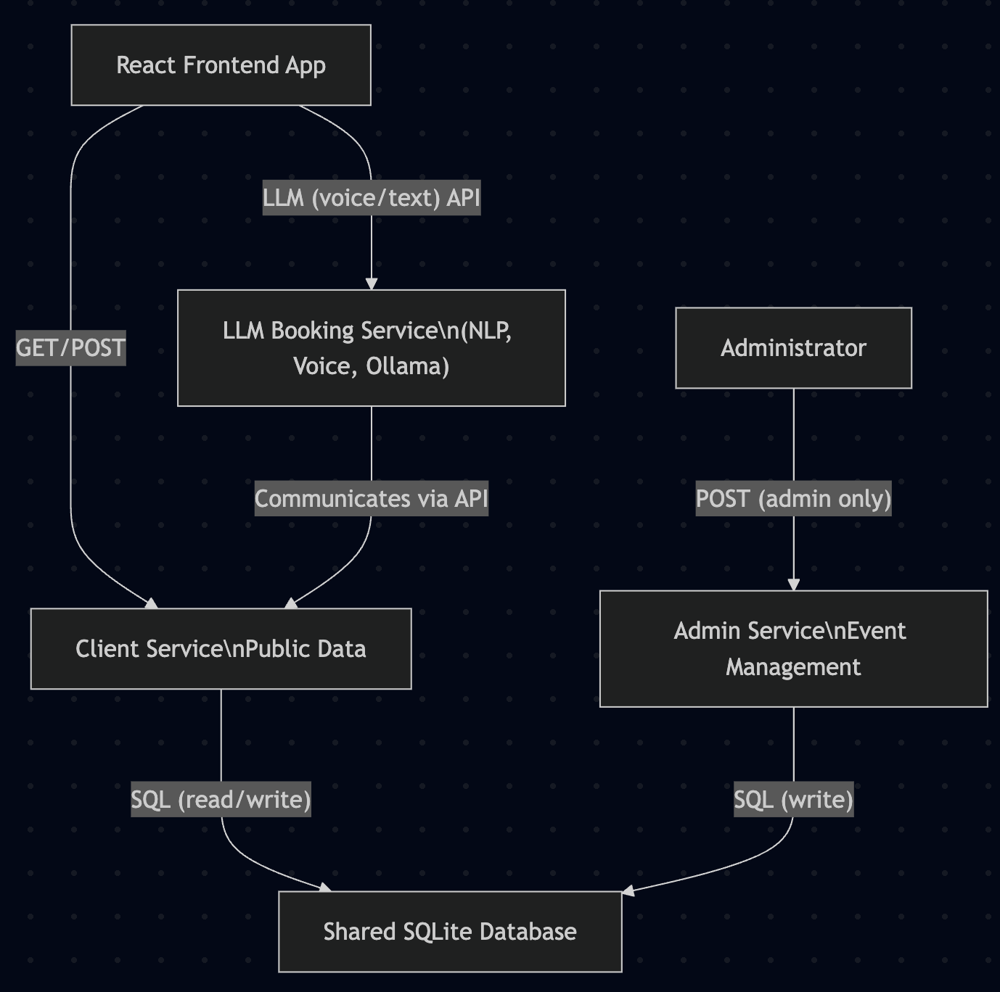 React Frontend App
LLM (voice/text) API
GET/POST
LLM Booking Service\n(NLP,
Voice, Ollama)
Administrator
Communicates via API
POST (admin only)
Client Service\nPublic Data
Admin Service\nEvent
Management
SQL (read/write)
SQL (write)
Shared SQLite Database